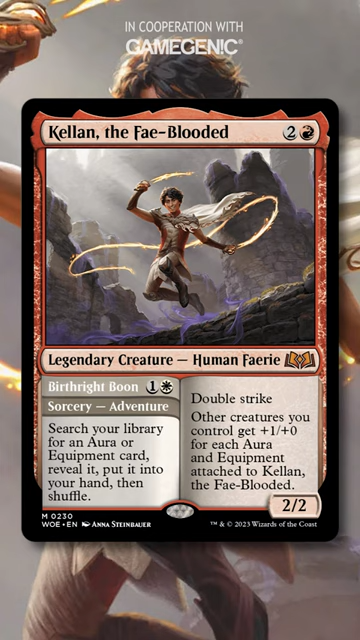 IN COOPERATION WITH
GAMEGEN!C®
Kellan, the Fae-Blooded 2
Legendary Creature — Human Faerie
Birthright Boon 1
Sorcery — Adventure
Search your library
for an Aura or
Equipment card,
reveal it, put it into
your hand, then
shuffle.
Double strike
Other creatures you
control get +1/+0
for each Aura
and Equipment
attached to Kellan,
the Fae-Blooded.
2/2
M 0230
WOE • EN Anna Steinbauer
™ & © 2023 Wizards of the Coast